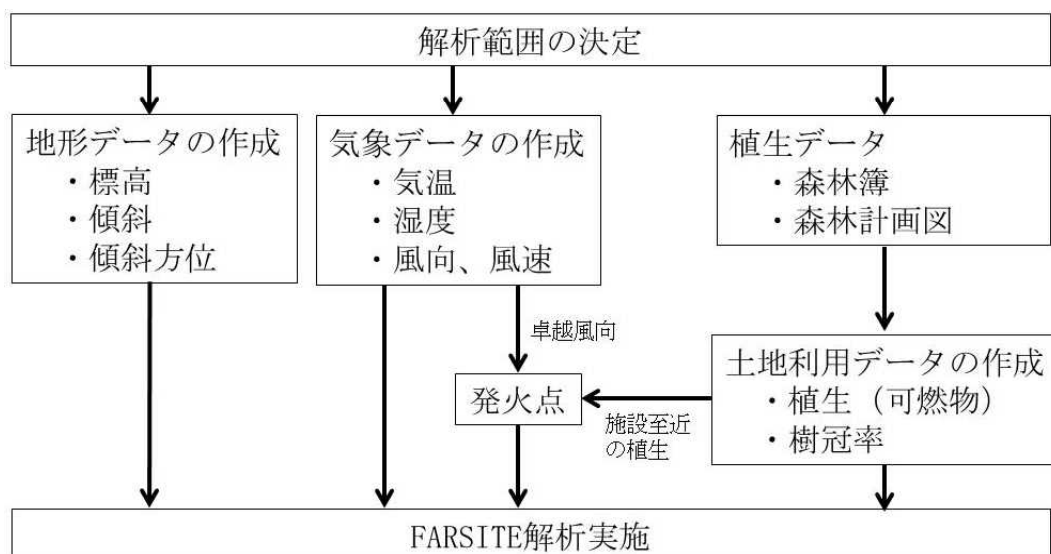 解析範囲の決定
地形データの作成
・標高
・傾斜
・傾斜方位
気象データの作成
・気温
・湿度
・風向、風速
植生データ
・森林簿
・森林計画図
卓越風向
土地利用データの作成
・植生（可燃物）
・樹冠率
発火点
施設至近
の植生
FARSITE解析実施